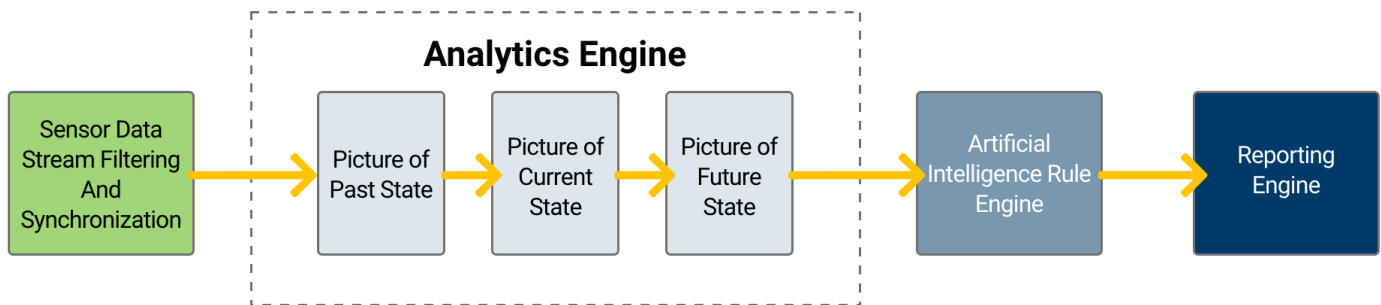 Analytics Engine
Sensor Data
Stream Filtering
And
Synchronization
Picture of
Past State
Picture of
Current
State
Picture of
Future
State
Artificial
Intelligence Rule
Engine
Reporting
Engine